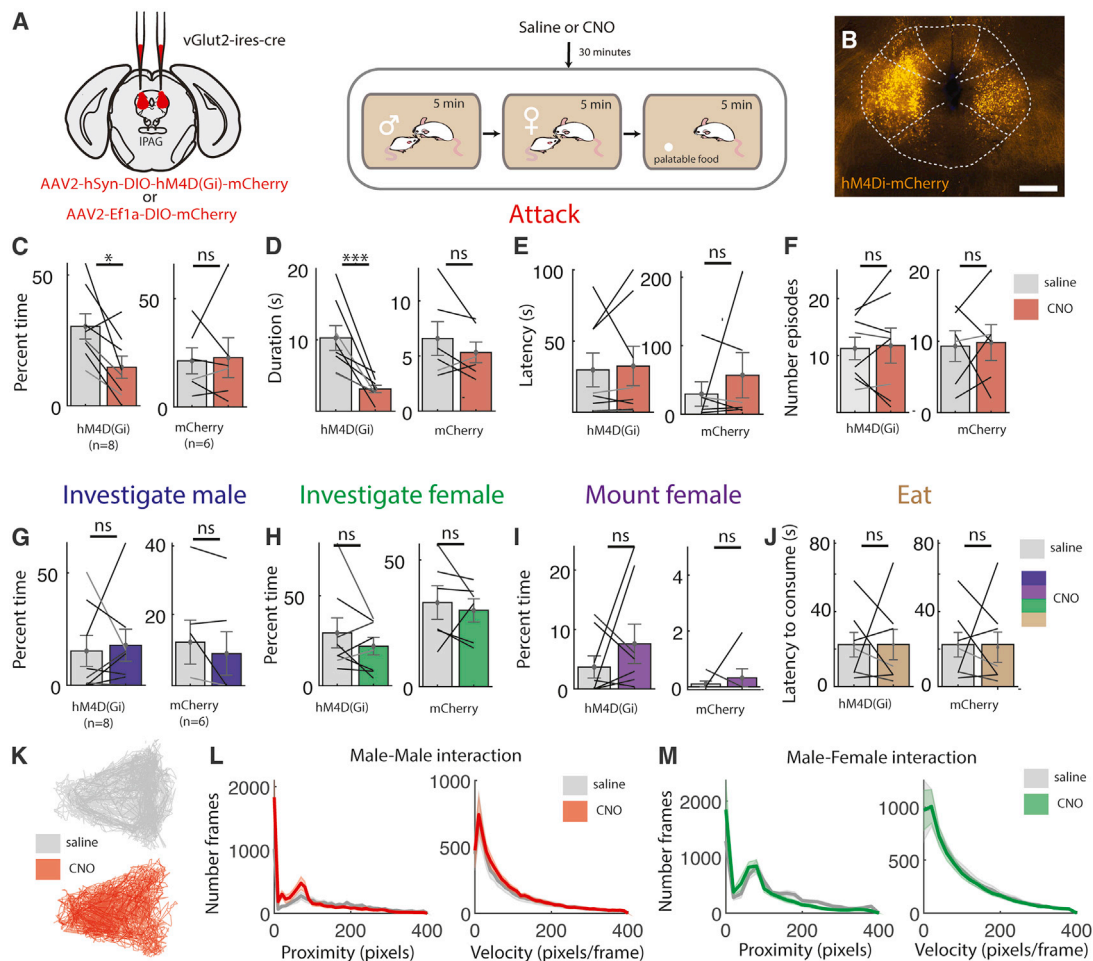 A
vGlut2-ires-cre
lPAG
AAV2-hSyn-DIO-hM4D(Gi)-mCherry
or
AAV2-Ef1a-DIO-mCherry
Saline or CNO
30 minutes
5 min
♂
5 min
♀
5 min
palatable food
B
hM4Di-mCherry
Attack
C
Percent time
50
0
*
hM4D(Gi)
(n=8)
50
0
ns
mCherry
(n=6)
D
Duration (s)
20
10
0
***
hM4D(Gi)
10
5
0
ns
mCherry
E
Latency (s)
100
50
0
hM4D(Gi)
200
100
0
ns
mCherry
F
Number episodes
20
10
0
ns
hM4D(Gi)
20
10
0
ns
mCherry
saline
CNO
Investigate male
G
Percent time
50
0
ns
hM4D(Gi)
(n=8)
40
20
0
ns
mCherry
(n=6)
Investigate female
H
Percent time
50
0
ns
hM4D(Gi)
50
0
ns
mCherry
Mount female
I
Percent time
20
10
0
ns
hM4D(Gi)
4
2
0
ns
mCherry
Eat
J
Latency to consume (s)
80
40
20
0
ns
hM4D(Gi)
80
40
20
0
ns
mCherry
saline
CNO
K
saline
CNO
L
Male-Male interaction
Number frames
2000
1000
0
0 200 400
Proximity (pixels)
1000
500
0
0 200 400
Velocity (pixels/frame)
saline
CNO
M
Male-Female interaction
Number frames
2000
1000
0
0 200 400
Proximity (pixels)
1000
500
0
0 200 400
Velocity (pixels/frame)
saline
CNO